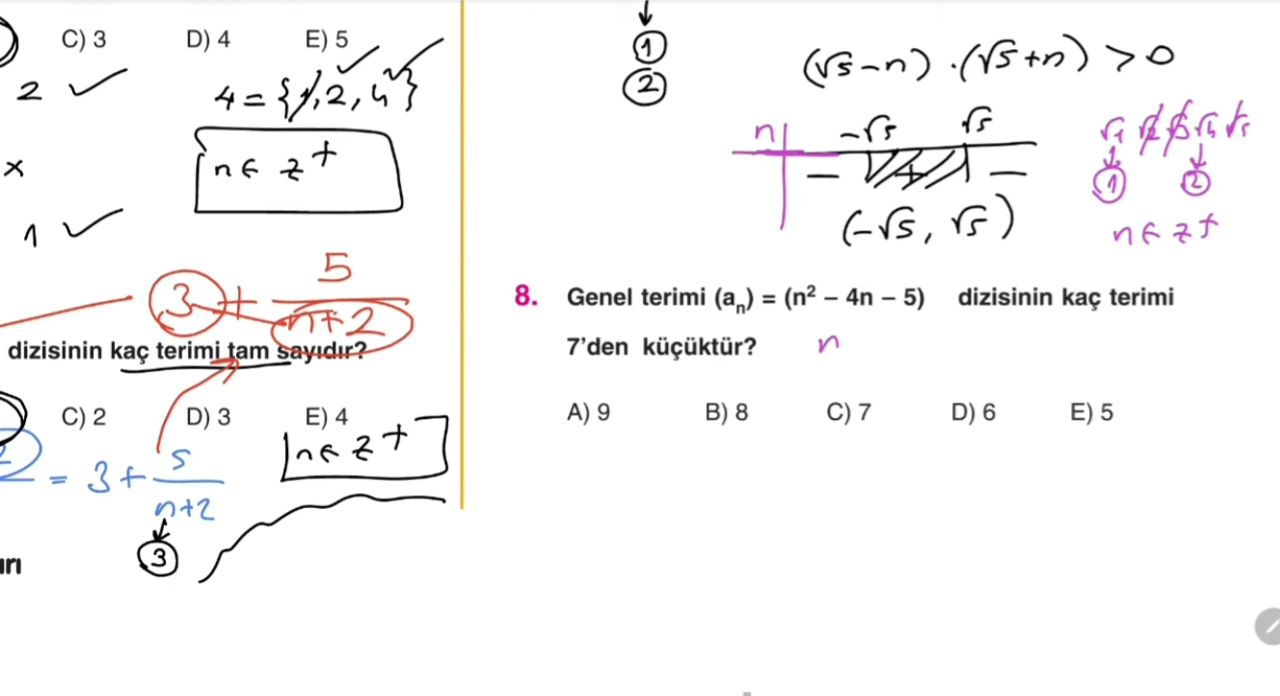 C) 3 D) 4 E) 5
2
4 = {1, 2, 4}
n ∈ z⁺
x
1
3 + 5/(n+2)
dizisinin kaç terimi tam sayıdır?
C) 2 D) 3 E) 4
= 3 + 5/(n+2)
3
n ∈ z⁺
ırı
1
2
(√5 − n) · (√5 + n) > 0
n −√5 √5
− + −
(−√5, √5)
√1 √2 √3 √4 √5
1 2
n ∈ z⁺
8. Genel terimi (aₙ) = (n² – 4n – 5) dizisinin kaç terimi
7’den küçüktür? n
A) 9 B) 8 C) 7 D) 6 E) 5